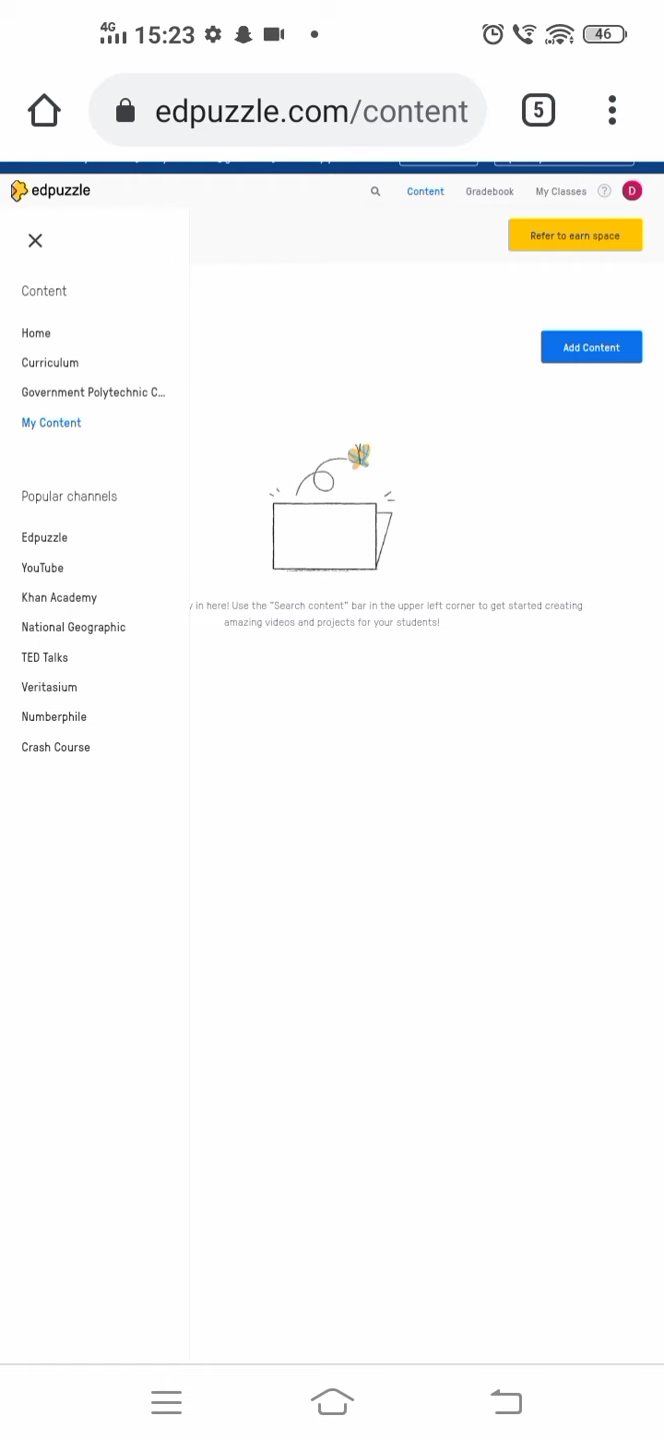 4G 15:23 46
edpuzzle.com/content 5
edpuzzle Content Gradebook My Classes ? D
Refer to earn space
Content
Home
Add Content
Curriculum
Government Polytechnic C...
My Content
Popular channels
Edpuzzle
YouTube
Khan Academy
in here! Use the "Search content" bar in the upper left corner to get started creating
amazing videos and projects for your students!
National Geographic
TED Talks
Veritasium
Numberphile
Crash Course